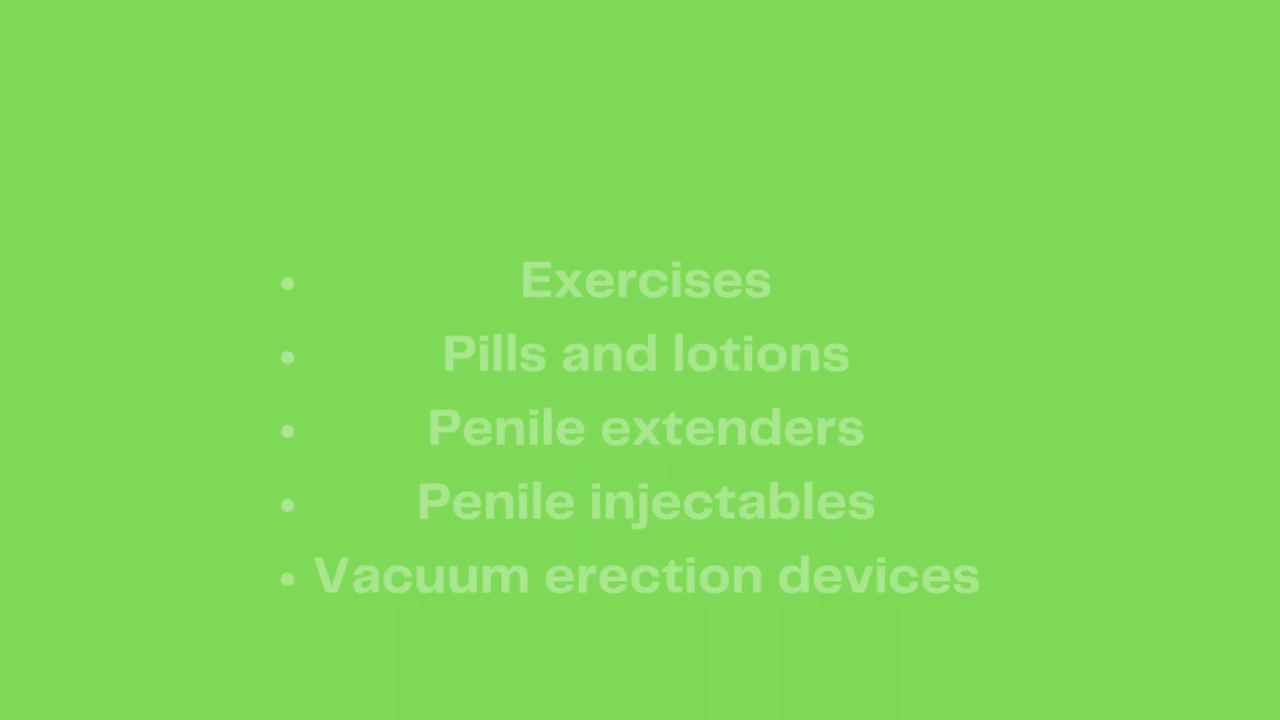 • Exercises
• Pills and lotions
• Penile extenders
• Penile injectables
• Vacuum erection devices